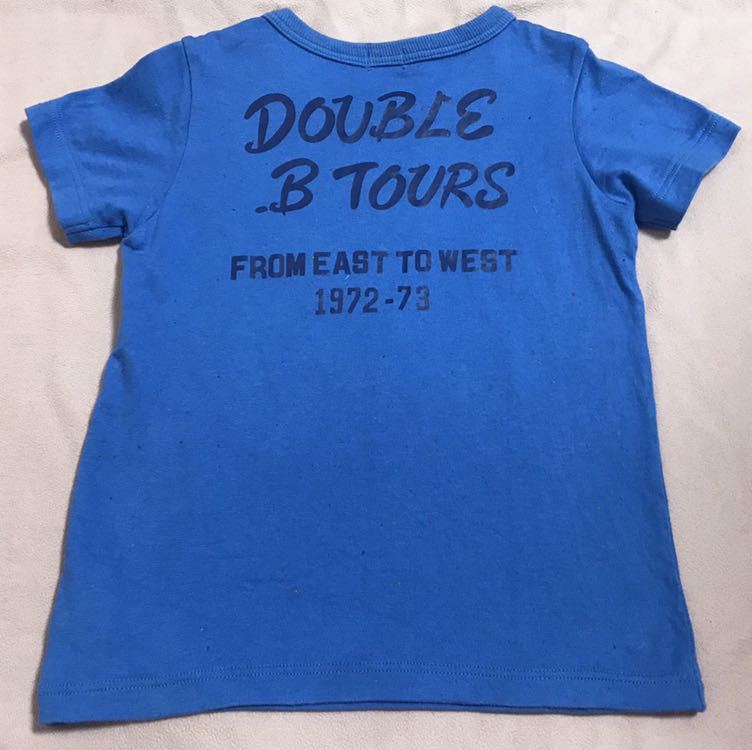 DOUBLE
.B TOURS
FROM EAST TO WEST
1972-73